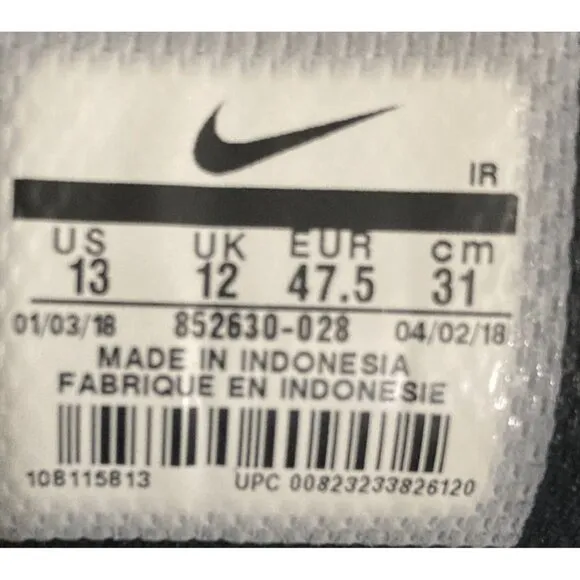 IR
US UK EUR cm
13 12 47.5 31
01/03/18 852630-028 04/02/18
MADE IN INDONESIA
FABRIQUE EN INDONESIE
108115813 UPC 00823233826120